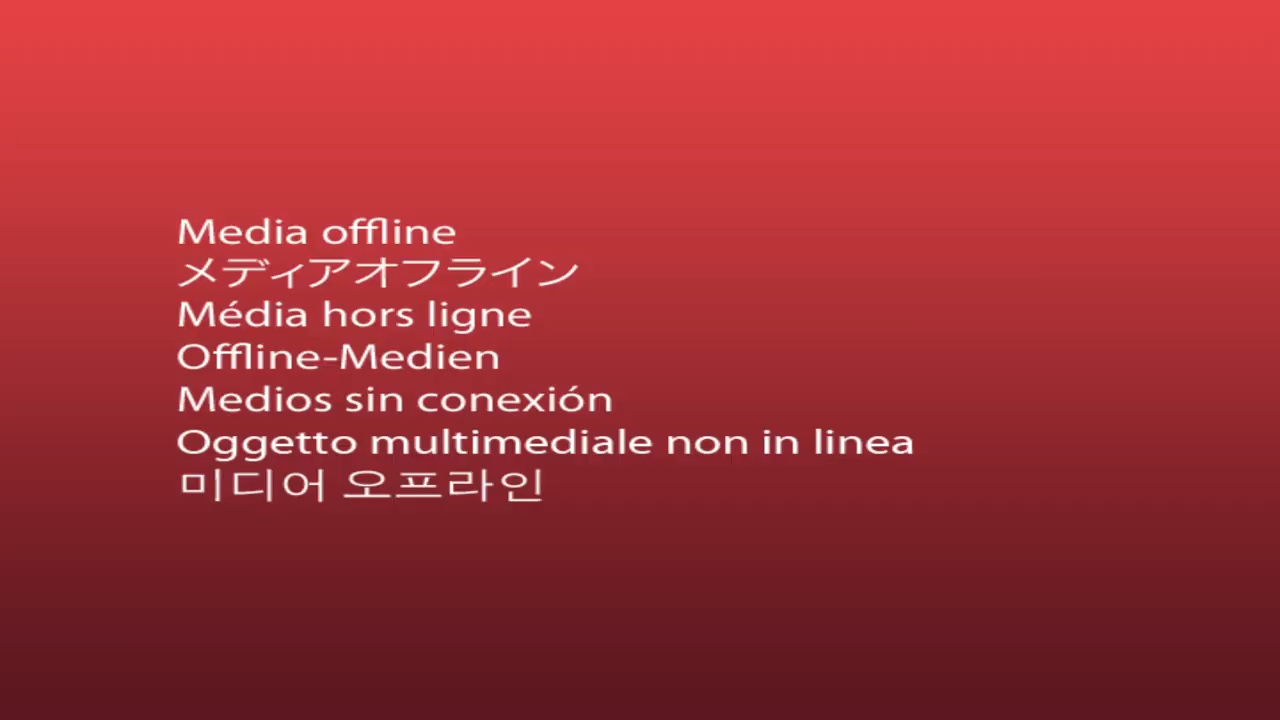 Media offline
メディアオフライン
Média hors ligne
Offline-Medien
Medios sin conexión
Oggetto multimediale non in linea
미디어 오프라인